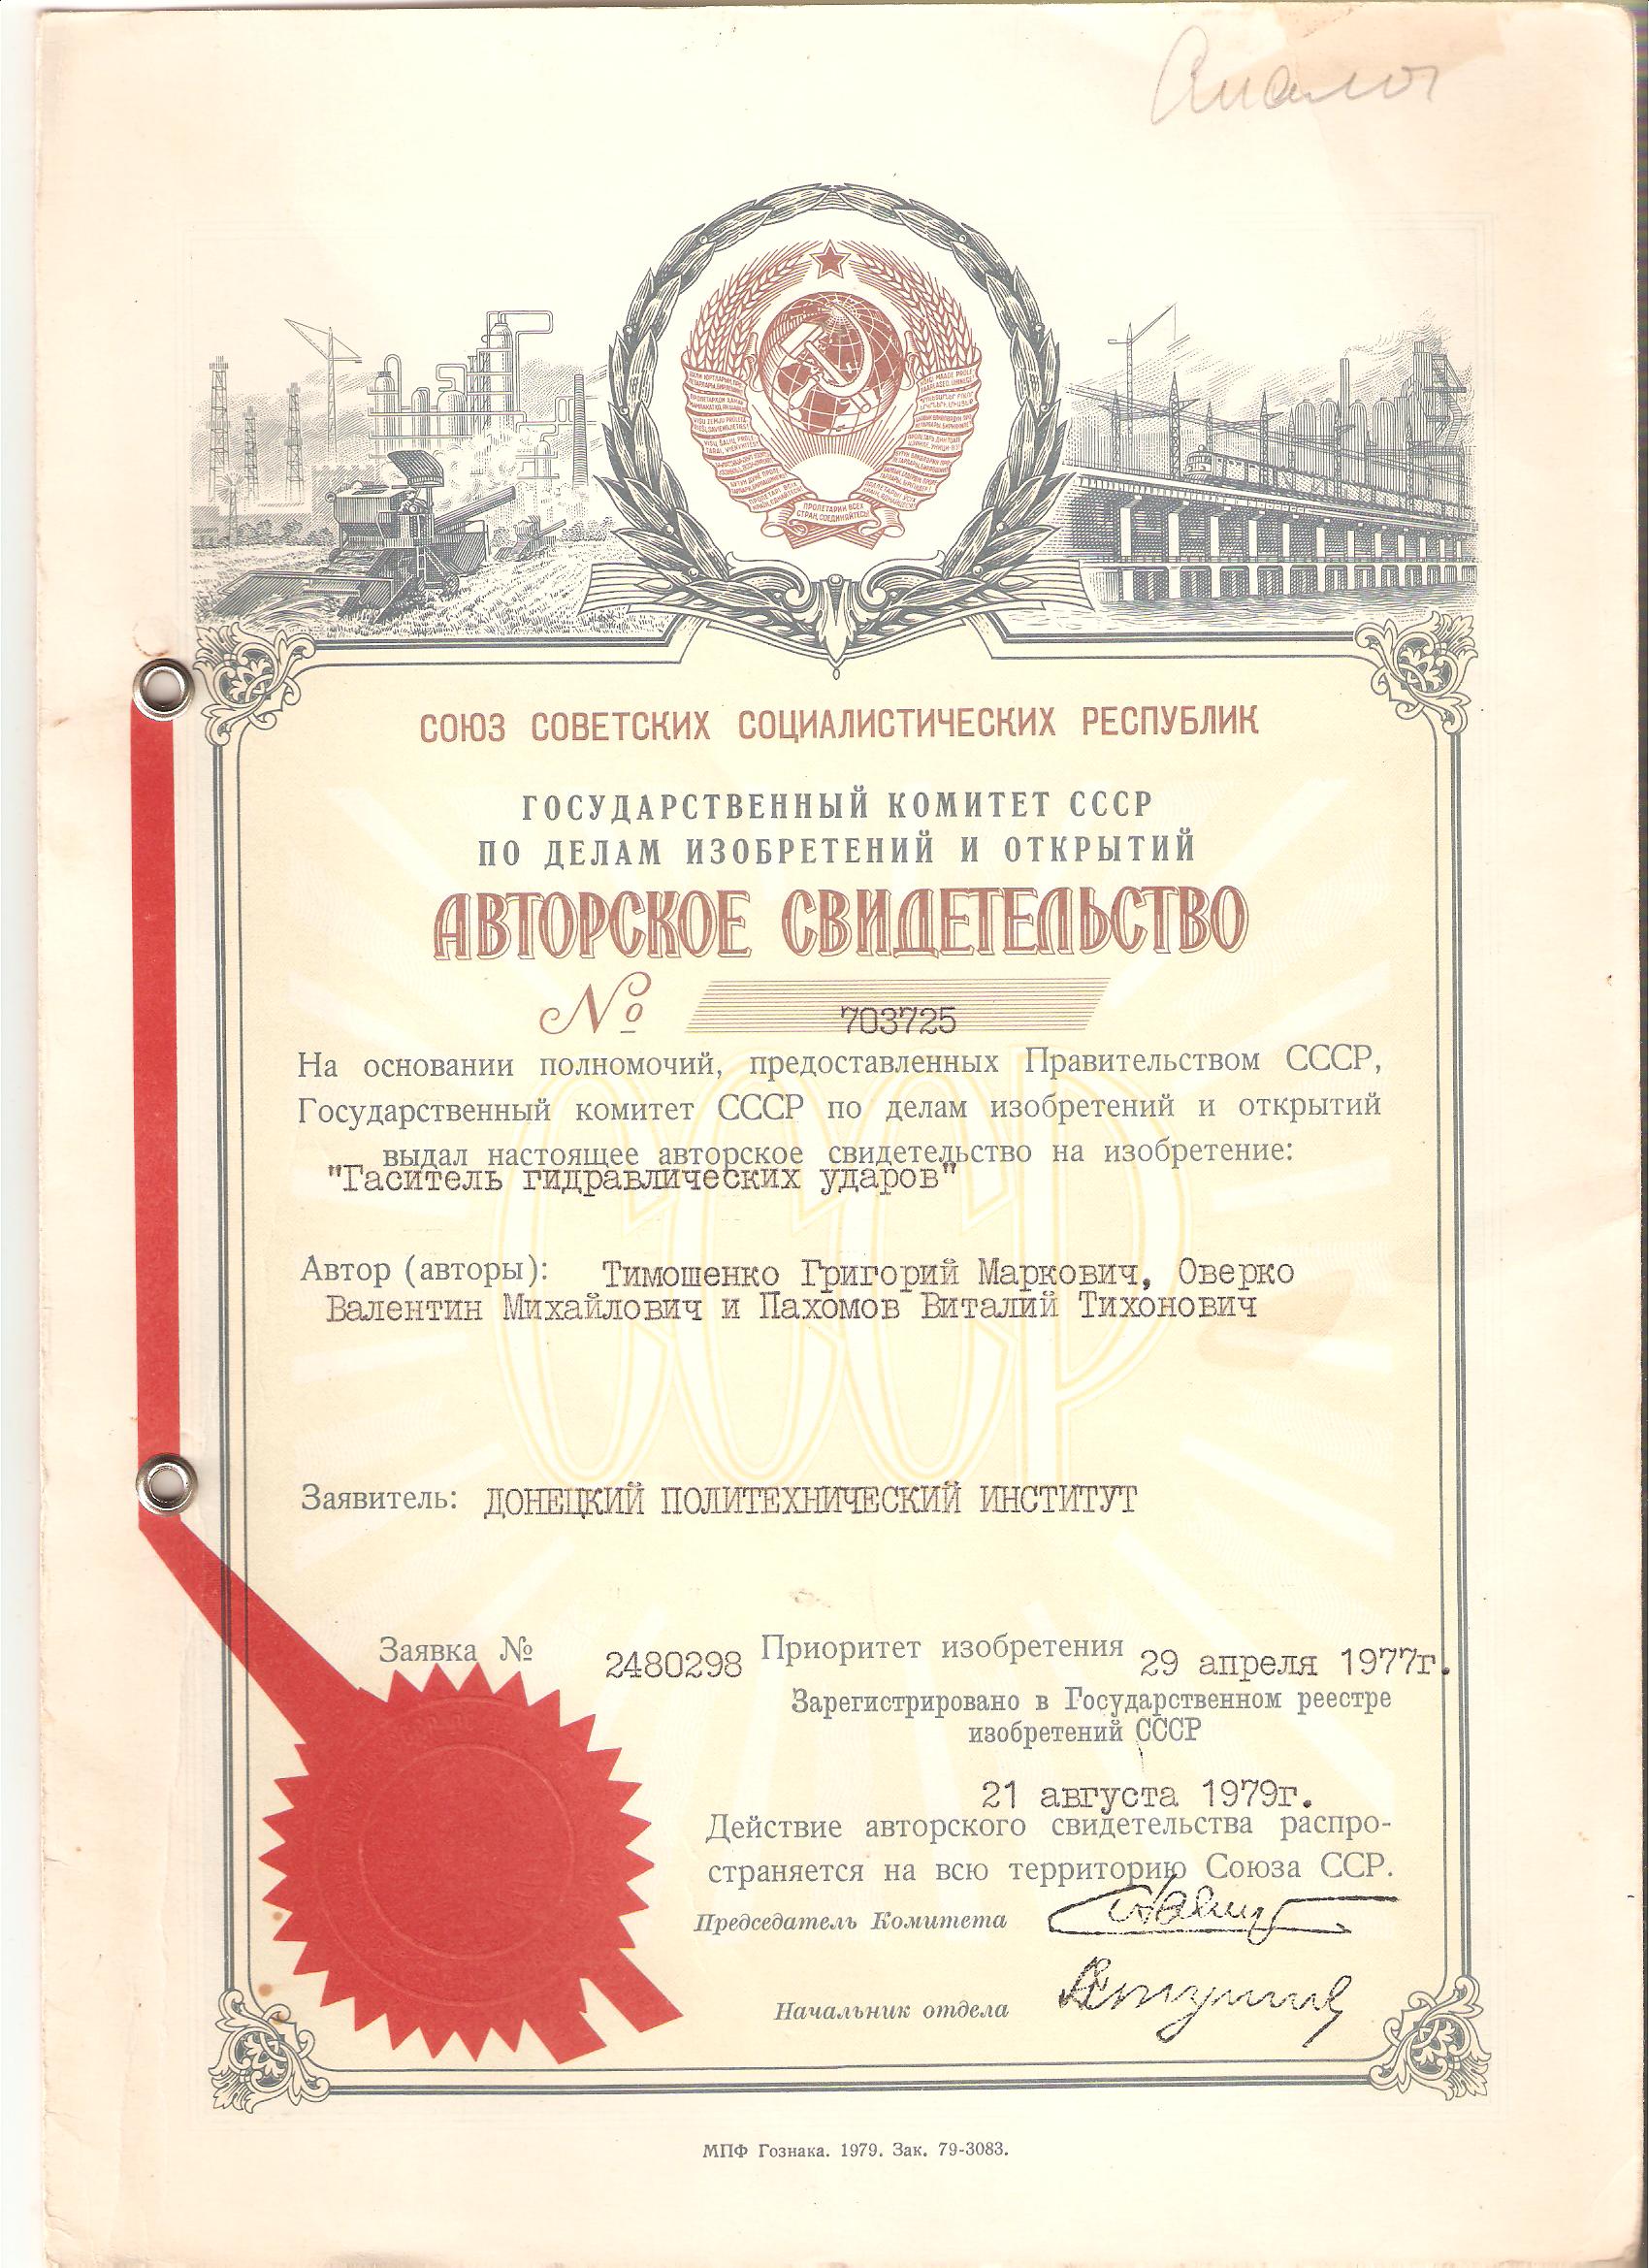 Аналог
ПРОЛЕТАРИИ ВСЕХ
СТРАН, СОЕДИНЯЙТЕСЬ!
СОЮЗ СОВЕТСКИХ СОЦИАЛИСТИЧЕСКИХ РЕСПУБЛИК
ГОСУДАРСТВЕННЫЙ КОМИТЕТ СССР
ПО ДЕЛАМ ИЗОБРЕТЕНИЙ И ОТКРЫТИЙ
АВТОРСКОЕ СВИДЕТЕЛЬСТВО
№ 703725
На основании полномочий, предоставленных Правительством СССР,
Государственный комитет СССР по делам изобретений и открытий
выдал настоящее авторское свидетельство на изобретение:
"Гаситель гидравлических ударов"
Автор (авторы): Тимошенко Григорий Маркович, Оверко
Валентин Михайлович и Пахомов Виталий Тихонович
СССР
Заявитель: ДОНЕЦКИЙ ПОЛИТЕХНИЧЕСКИЙ ИНСТИТУТ
Заявка № 2480298 Приоритет изобретения 29 апреля 1977г.
Зарегистрировано в Государственном реестре
изобретений СССР
21 августа 1979г.
Действие авторского свидетельства распро-
страняется на всю территорию Союза ССР.
Председатель Комитета
Начальник отдела
МПФ Гознака. 1979. Зак. 79-3083.